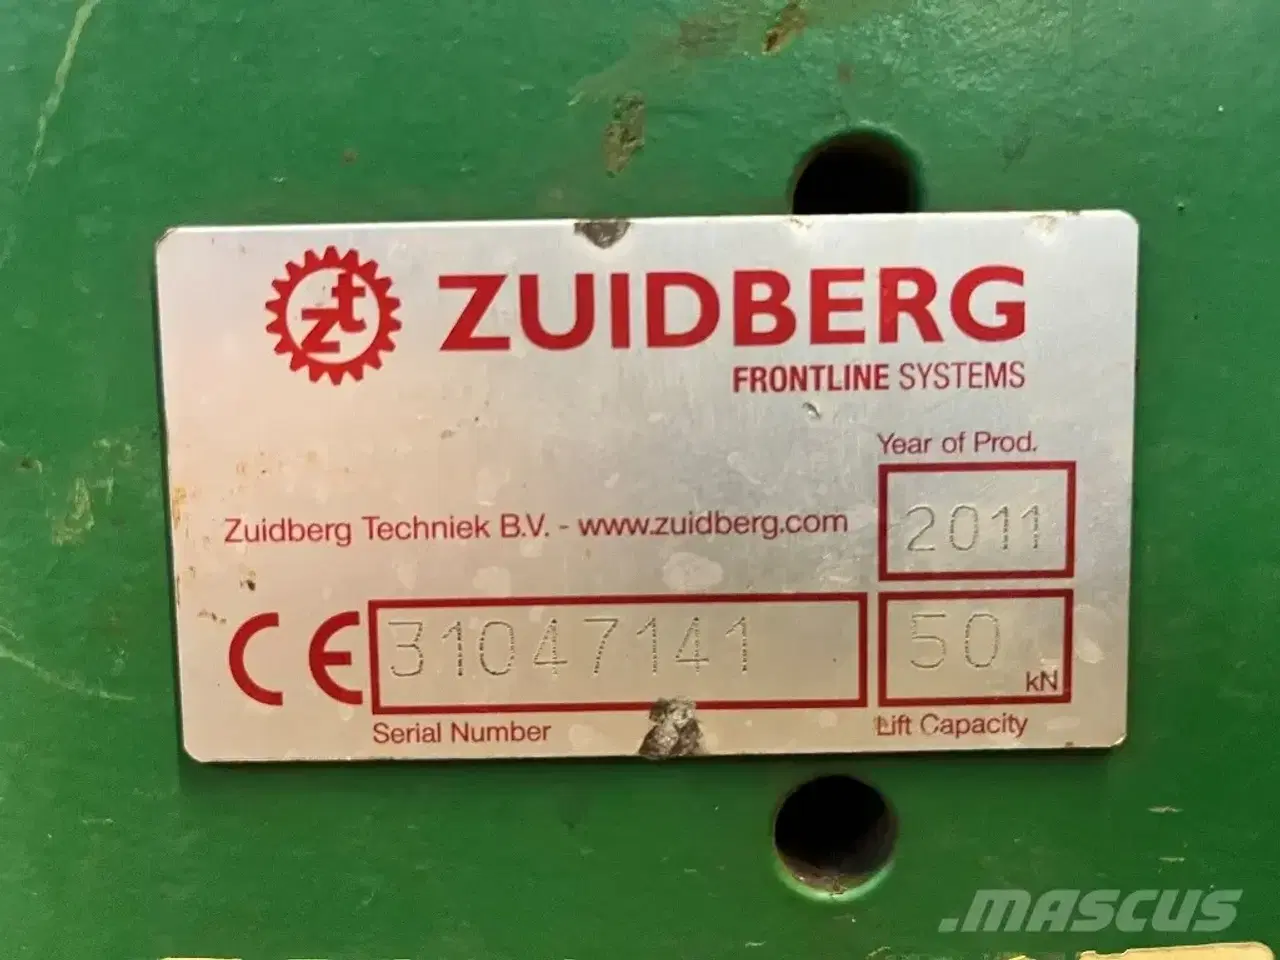 zt ZUIDBERG
FRONTLINE SYSTEMS
Year of Prod.
2011
Zuidberg Techniek B.V. - www.zuidberg.com
CE 31047141
50 kN
Serial Number
Lift Capacity
.MASCUS